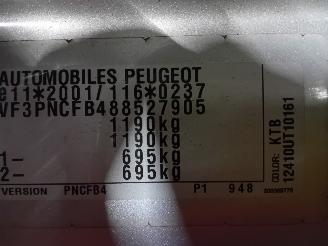 AUTOMOBILES PEUGEOT
e11*2001/116*0237
VF3PNCFB488527905
1190kg
1190kg
1- 695kg
2- 695kg
VERSION PNCFB4 P1 948
COLOR: KTB
12410UT10161